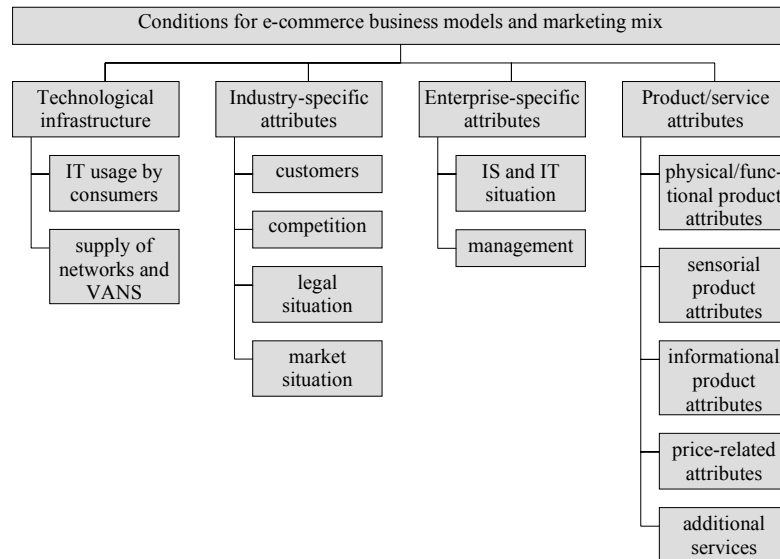 Conditions for e-commerce business models and marketing mix
Technological
infrastructure
IT usage by
consumers
supply of
networks and
VANS
Industry-specific
attributes
customers
competition
legal
situation
market
situation
Enterprise-specific
attributes
IS and IT
situation
management
Product/service
attributes
physical/func-
tional product
attributes
sensorial
product
attributes
informational
product
attributes
price-related
attributes
additional
services